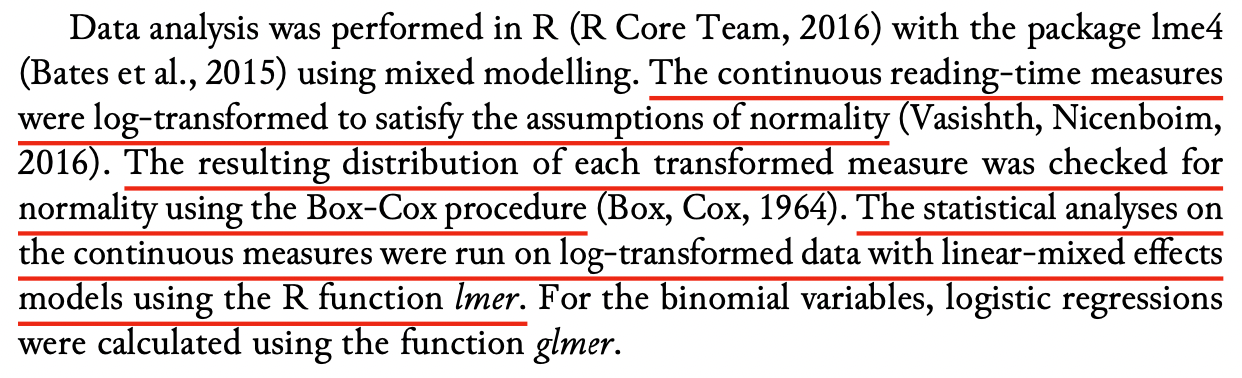 Data analysis was performed in R (R Core Team, 2016) with the package lme4
(Bates et al., 2015) using mixed modelling. The continuous reading-time measures
were log-transformed to satisfy the assumptions of normality (Vasishth, Nicenboim,
2016). The resulting distribution of each transformed measure was checked for
normality using the Box-Cox procedure (Box, Cox, 1964). The statistical analyses on
the continuous measures were run on log-transformed data with linear-mixed effects
models using the R function lmer. For the binomial variables, logistic regressions
were calculated using the function glmer.